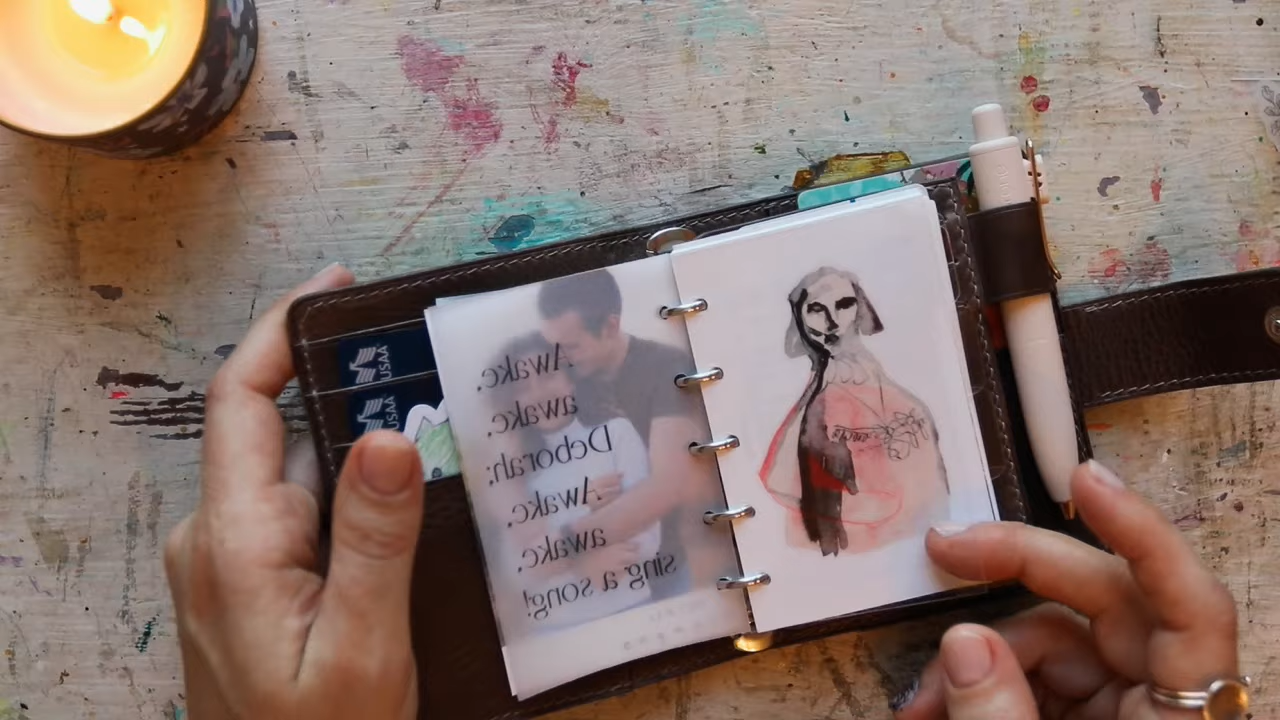 USAA
USAA
Awake,
awake,
Deborah:
Awake,
awake,
sing a song!